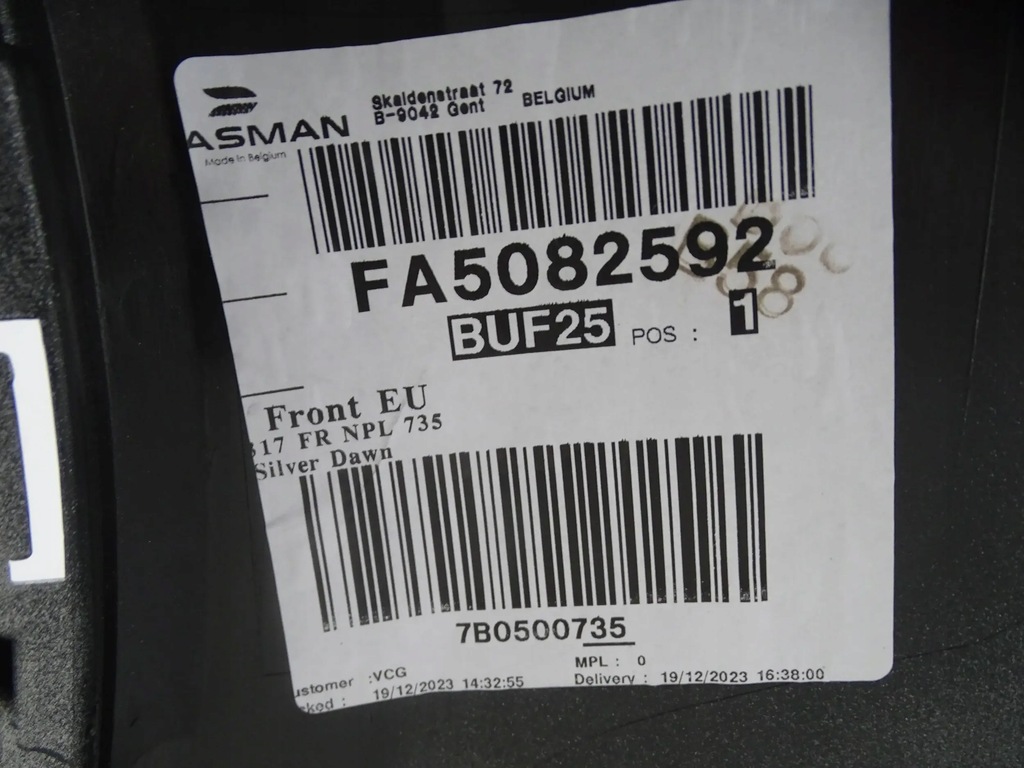 ASMAN
Made in Belgium
Skaldenstraat 72
B-9042 Gent BELGIUM
FA5082592
BUF25 POS : 1
Front EU
317 FR NPL 735
Silver Dawn
7B0500735
ustomer :VCG MPL : 0
ked : 19/12/2023 14:32:55 Delivery : 19/12/2023 16:38:00